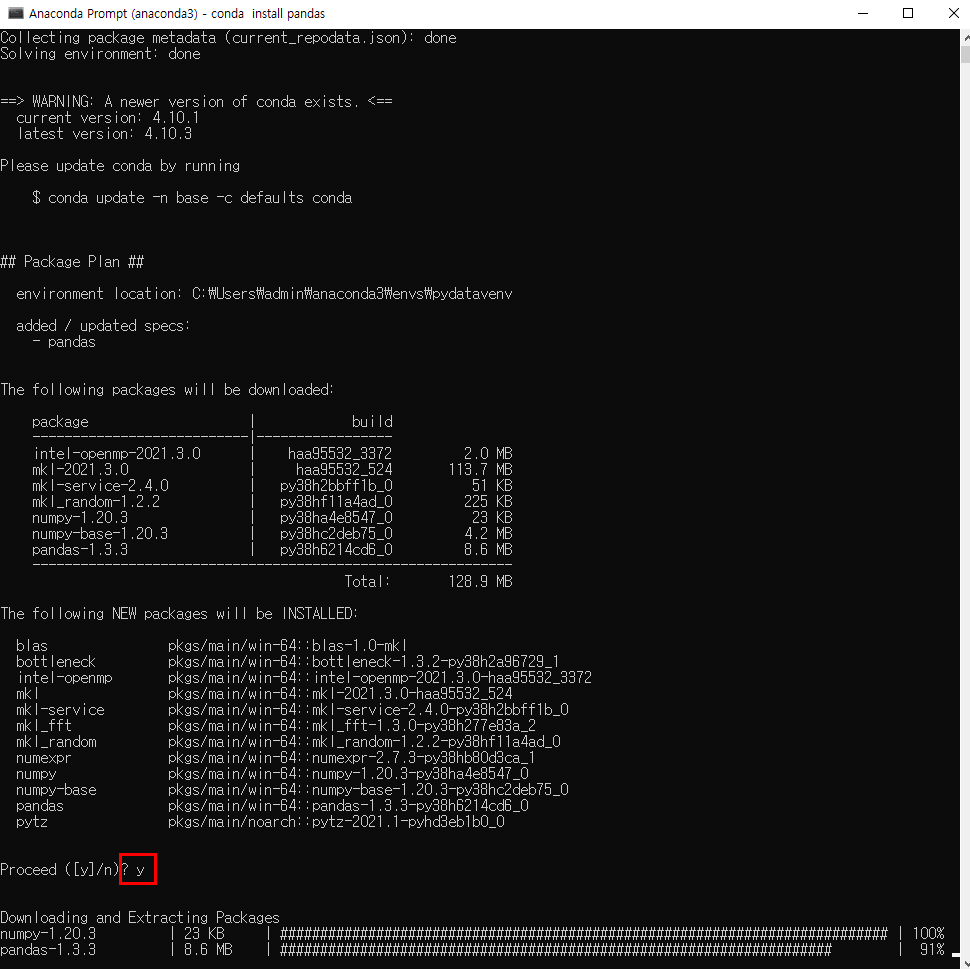 Anaconda Prompt (anaconda3) - conda  install pandas
Collecting package metadata (current_repodata.json): done
Solving environment: done
==> WARNING: A newer version of conda exists. <==
  current version: 4.10.1
  latest version: 4.10.3
Please update conda by running
    $ conda update -n base -c defaults conda
## Package Plan ##
  environment location: C:₩Users₩admin₩anaconda3₩envs₩pydatavenv
  added / updated specs:
    - pandas
The following packages will be downloaded:
    package                    |            build
    ---------------------------|-----------------
    intel-openmp-2021.3.0      |    haa95532_3372         2.0 MB
    mkl-2021.3.0               |     haa95532_524       113.7 MB
    mkl-service-2.4.0          |   py38h2bbff1b_0          51 KB
    mkl_random-1.2.2           |   py38hf11a4ad_0         225 KB
    numpy-1.20.3               |   py38ha4e8547_0          23 KB
    numpy-base-1.20.3          |   py38hc2deb75_0         4.2 MB
    pandas-1.3.3               |   py38h6214cd6_0         8.6 MB
    ------------------------------------------------------------
                                           Total:       128.9 MB
The following NEW packages will be INSTALLED:
  blas               pkgs/main/win-64::blas-1.0-mkl
  bottleneck         pkgs/main/win-64::bottleneck-1.3.2-py38h2a96729_1
  intel-openmp       pkgs/main/win-64::intel-openmp-2021.3.0-haa95532_3372
  mkl                pkgs/main/win-64::mkl-2021.3.0-haa95532_524
  mkl-service        pkgs/main/win-64::mkl-service-2.4.0-py38h2bbff1b_0
  mkl_fft            pkgs/main/win-64::mkl_fft-1.3.0-py38h277e83a_2
  mkl_random         pkgs/main/win-64::mkl_random-1.2.2-py38hf11a4ad_0
  numexpr            pkgs/main/win-64::numexpr-2.7.3-py38hb80d3ca_1
  numpy              pkgs/main/win-64::numpy-1.20.3-py38ha4e8547_0
  numpy-base         pkgs/main/win-64::numpy-base-1.20.3-py38hc2deb75_0
  pandas             pkgs/main/win-64::pandas-1.3.3-py38h6214cd6_0
  pytz               pkgs/main/noarch::pytz-2021.1-pyhd3eb1b0_0
Proceed ([y]/n)? y
Downloading and Extracting Packages
numpy-1.20.3         | 23 KB     | ############################################################################ | 100%
pandas-1.3.3         | 8.6 MB    | #####################################################################        |  91%